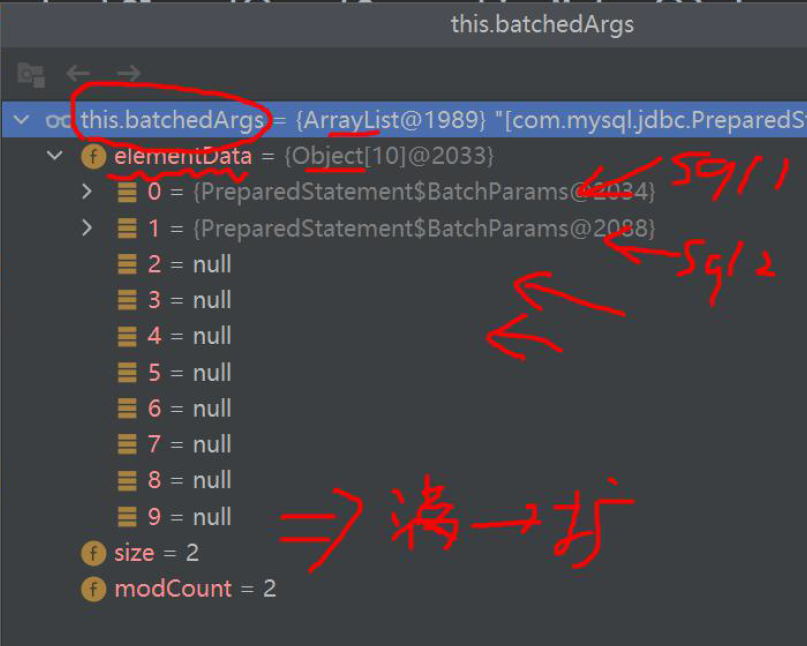 this.batchedArgs
this.batchedArgs = {ArrayList@1989} "[com.mysql.jdbc.PreparedS
elementData = {Object[10]@2033}
0 = {PreparedStatement$BatchParams@2034} sql1
1 = {PreparedStatement$BatchParams@2088}
sql2
2 = null
3 = null
4 = null
5 = null
6 = null
7 = null
8 = null
9 = null
=> 满→扩
size = 2
modCount = 2